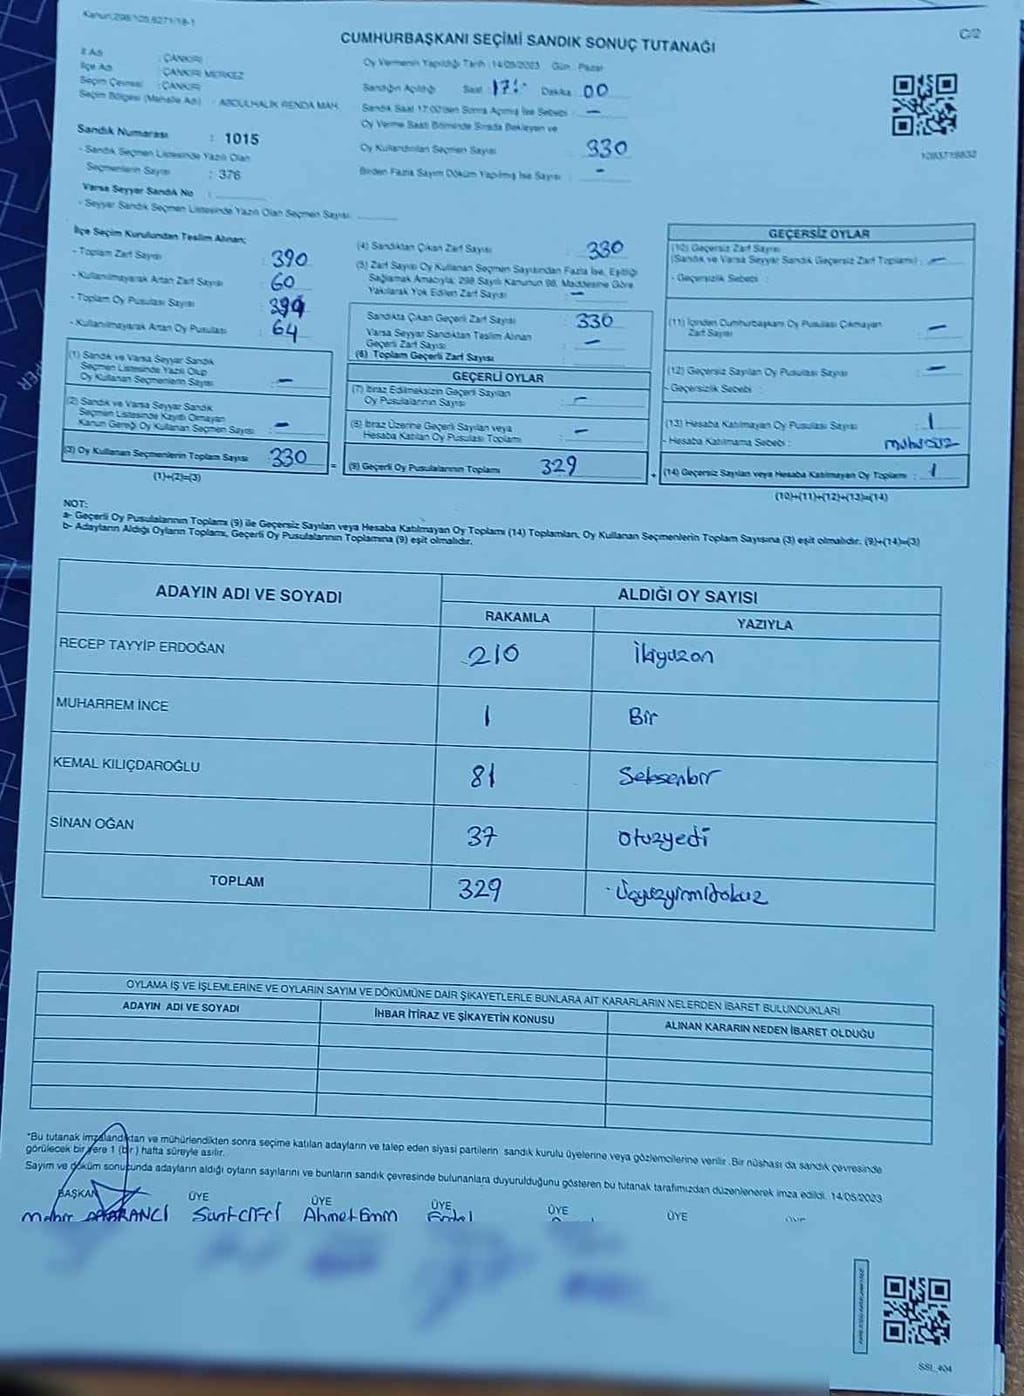 Kanun:298/105,6271/18-1
C/2
CUMHURBAŞKANI SEÇİMİ SANDIK SONUÇ TUTANAĞI
İl Adı : ÇANKIRI
İlçe Adı : ÇANKIRI MERKEZ
Seçim Çevresi : ÇANKIRI
Seçim Bölgesi (Mahalle Adı) : ABDULHALİK RENDA MAH.
Sandık Numarası : 1015
- Sandık Seçmen Listesinde Yazılı Olan
Seçmenlerin Sayısı : 376
Varsa Seyyar Sandık No :
- Seyyar Sandık Seçmen Listesinde Yazılı Olan Seçmen Sayısı:
Oy Vermenin Yapıldığı Tarih : 14/05/2023 Gün : Pazar
Sandığın Açıldığı Saat : 17: Dakika : 00
Sandık Saat 17:00'den Sonra Açılmış İse Sebebi : -
Oy Verme Saati Bitiminde Sırada Bekleyen ve
Oy Kullandırılan Seçmen Sayısı : 330
Birden Fazla Sayım Döküm Yapılmış İse Sayısı : -
İlçe Seçim Kurulundan Teslim Alınan;
- Toplam Zarf Sayısı : 390
- Kullanılmayarak Artan Zarf Sayısı : 60
- Toplam Oy Pusulası Sayısı : 394
- Kullanılmayarak Artan Oy Pusulası : 64
(1) Sandık ve Varsa Seyyar Sandık
Seçmen Listesinde Yazılı Olup
Oy Kullanan Seçmenlerin Sayısı : -
(2) Sandık ve Varsa Seyyar Sandık
Seçmen Listesinde Kayıtlı Olmayan
Kanun Gereği Oy Kullanan Seçmen Sayısı : -
(3) Oy Kullanan Seçmenlerin Toplam Sayısı : 330
(1)+(2)=(3)
(4) Sandıktan Çıkan Zarf Sayısı : 330
(5) Zarf Sayısı Oy Kullanan Seçmen Sayısından Fazla İse, Eşitliği
Sağlamak Amacıyla; 298 Sayılı Kanunun 98. Maddesine Göre
Yakılarak Yok Edilen Zarf Sayısı : -
Sandıkta Çıkan Geçerli Zarf Sayısı : 330
Varsa Seyyar Sandıktan Teslim Alınan
Geçerli Zarf Sayısı : -
(6) Toplam Geçerli Zarf Sayısı :
GEÇERLİ OYLAR
(7) İtiraz Edilmeksizin Geçerli Sayılan
Oy Pusulalarının Sayısı : -
(8) İtiraz Üzerine Geçerli Sayılan veya
Hesaba Katılan Oy Pusulası Toplamı : -
= (9) Geçerli Oy Pusulalarının Toplamı 329
GEÇERSİZ OYLAR
(10) Geçersiz Zarf Sayısı
(Sandık ve Varsa Seyyar Sandık Geçersiz Zarf Toplamı) : -
- Geçersizlik Sebebi :
(11) İçinden Cumhurbaşkanı Oy Pusulası Çıkmayan
Zarf Sayısı : -
(12) Geçersiz Sayılan Oy Pusulası Sayısı : -
- Geçersizlik Sebebi :
(13) Hesaba Katılmayan Oy Pusulası Sayısı : 1
- Hesaba Katılmama Sebebi : mühürsüz
+ (14) Geçersiz Sayılan veya Hesaba Katılmayan Oy Toplamı : 1
(10)+(11)+(12)+(13)=(14)
NOT:
a- Geçerli Oy Pusulalarının Toplamı (9) ile Geçersiz Sayılan veya Hesaba Katılmayan Oy Toplamı (14) Toplamları, Oy Kullanan Seçmenlerin Toplam Sayısına (3) eşit olmalıdır. (9)+(14)=(3)
b- Adayların Aldığı Oyların Toplamı, Geçerli Oy Pusulalarının Toplamına (9) eşit olmalıdır.
ADAYIN ADI VE SOYADI ALDIĞI OY SAYISI
RAKAMLA YAZIYLA
RECEP TAYYİP ERDOĞAN 210 İkiyüzon
MUHARREM İNCE 1 Bir
KEMAL KILIÇDAROĞLU 81 Seksenbir
SİNAN OĞAN 37 otuzyedi
TOPLAM 329 Üçyüzyirmidokuz
OYLAMA İŞ VE İŞLEMLERİNE VE OYLARIN SAYIM VE DÖKÜMÜNE DAİR ŞİKAYETLERLE BUNLARA AİT KARARLARIN NELERDEN İBARET BULUNDUKLARI
ADAYIN ADI VE SOYADI İHBAR İTİRAZ VE ŞİKAYETİN KONUSU ALINAN KARARIN NEDEN İBARET OLDUĞU
*Bu tutanak imzalandıktan ve mühürlendikten sonra seçime katılan adayların ve talep eden siyasi partilerin sandık kurulu üyelerine veya gözlemcilerine verilir. Bir nüshası da sandık çevresinde
görülecek bir yere 1 (bir) hafta süreyle asılır.
Sayım ve döküm sonucunda adayların aldığı oyların sayılarını ve bunların sandık çevresinde bulunanlara duyurulduğunu gösteren bu tutanak tarafımızdan düzenlenerek imza edildi. 14/05/2023
BAŞKAN ÜYE ÜYE ÜYE ÜYE ÜYE
Ahmet Emin
SSI_404